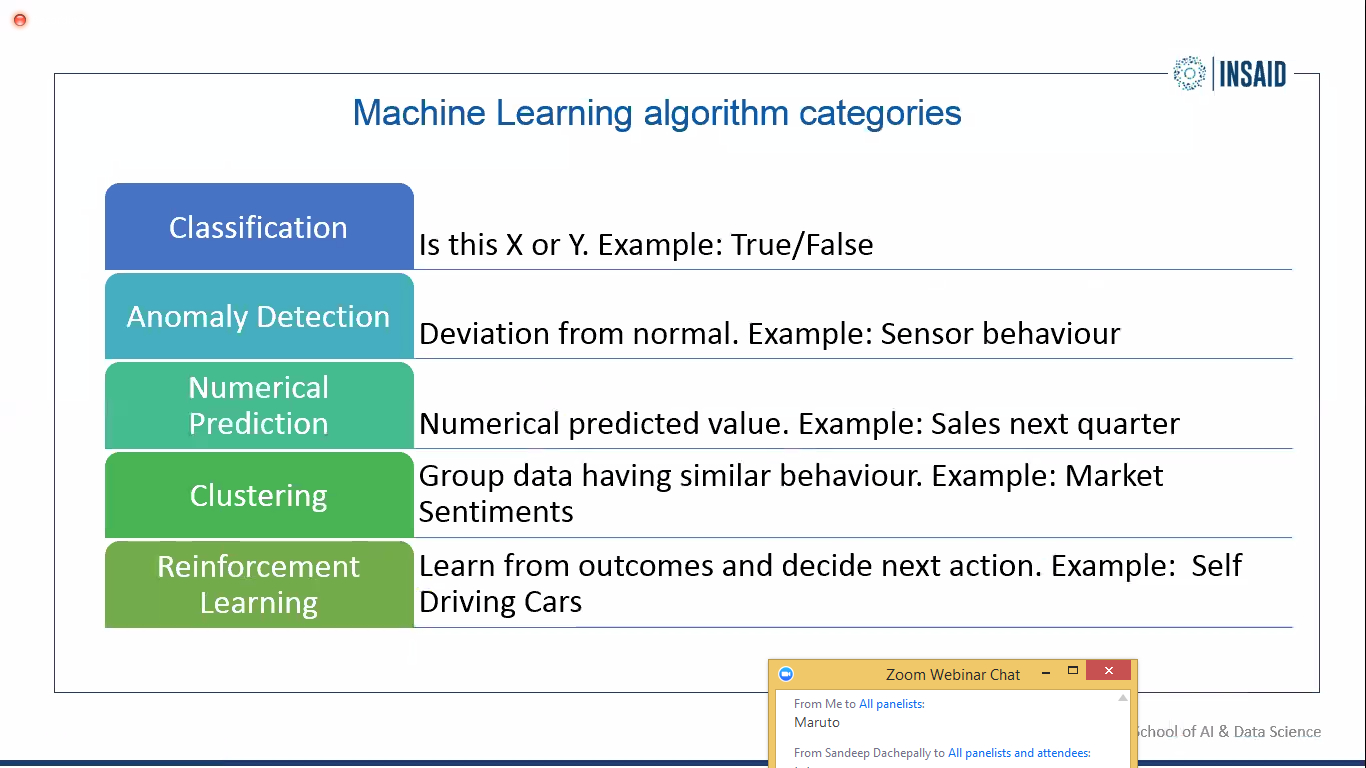 INSAID
Machine Learning algorithm categories
Classification
Is this X or Y. Example: True/False
Anomaly Detection
Deviation from normal. Example: Sensor behaviour
Numerical
Prediction
Numerical predicted value. Example: Sales next quarter
Clustering
Group data having similar behaviour. Example: Market
Sentiments
Reinforcement
Learning
Learn from outcomes and decide next action. Example:  Self
Driving Cars
Zoom Webinar Chat
From Me to All panelists:
Maruto
From Sandeep Dachepally to All panelists and attendees:
School of AI & Data Science